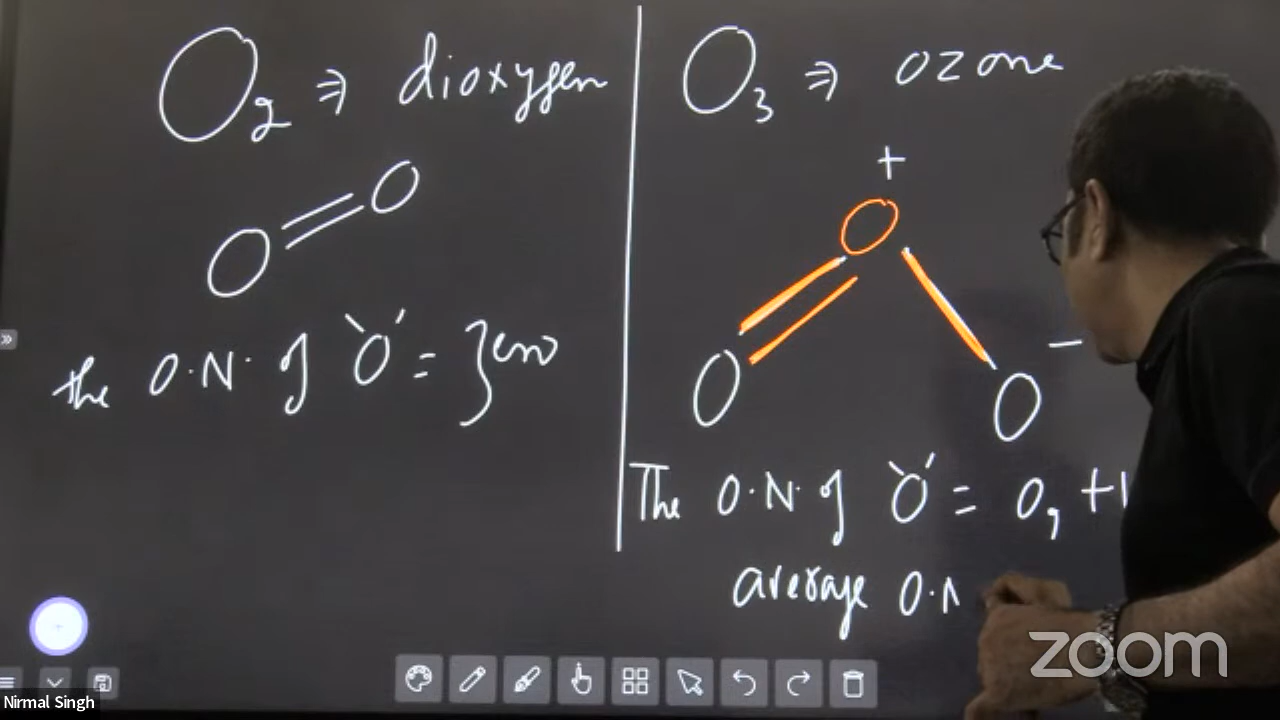 O2 ⇒ dioxygen
O=O
the O.N. of 'O' = zero
O3 ⇒ ozone
+
O
O O −
The O.N. of 'O' = 0, +1
average O.N
zoom
Nirmal Singh